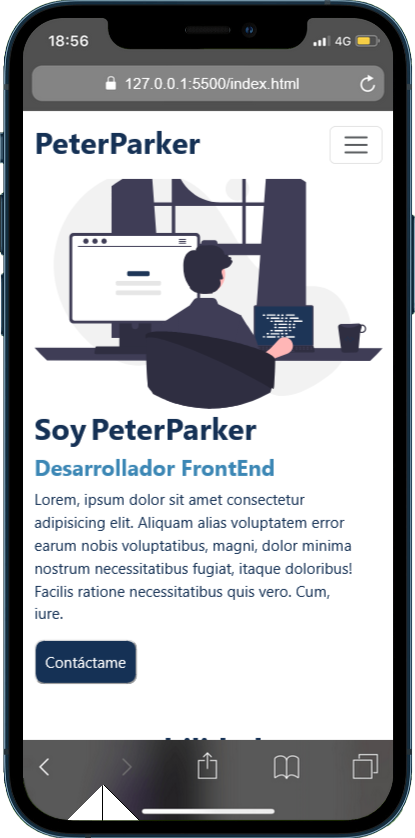 18:56
4G
127.0.0.1:5500/index.html
PeterParker
Soy PeterParker
Desarrollador FrontEnd
Lorem, ipsum dolor sit amet consectetur
adipisicing elit. Aliquam alias voluptatem error
earum nobis voluptatibus, magni, dolor minima
nostrum necessitatibus fugiat, itaque doloribus!
Facilis ratione necessitatibus quis vero. Cum,
iure.
Contáctame